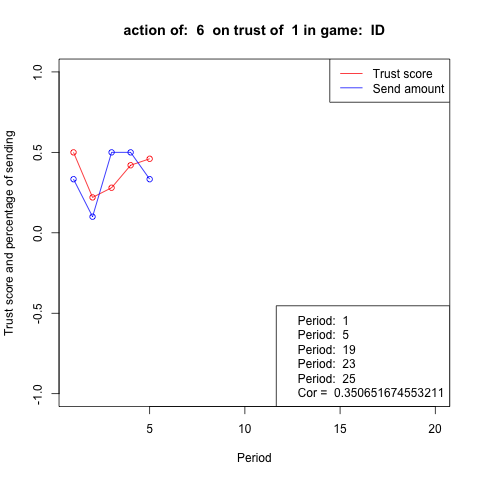 action of:  6  on trust of  1 in game:  ID
Trust score
Send amount
Trust score and percentage of sending
1.0
0.5
0.0
-0.5
-1.0
Period:  1
Period:  5
Period:  19
Period:  23
Period:  25
Cor =  0.350651674553211
5 10 15 20
Period